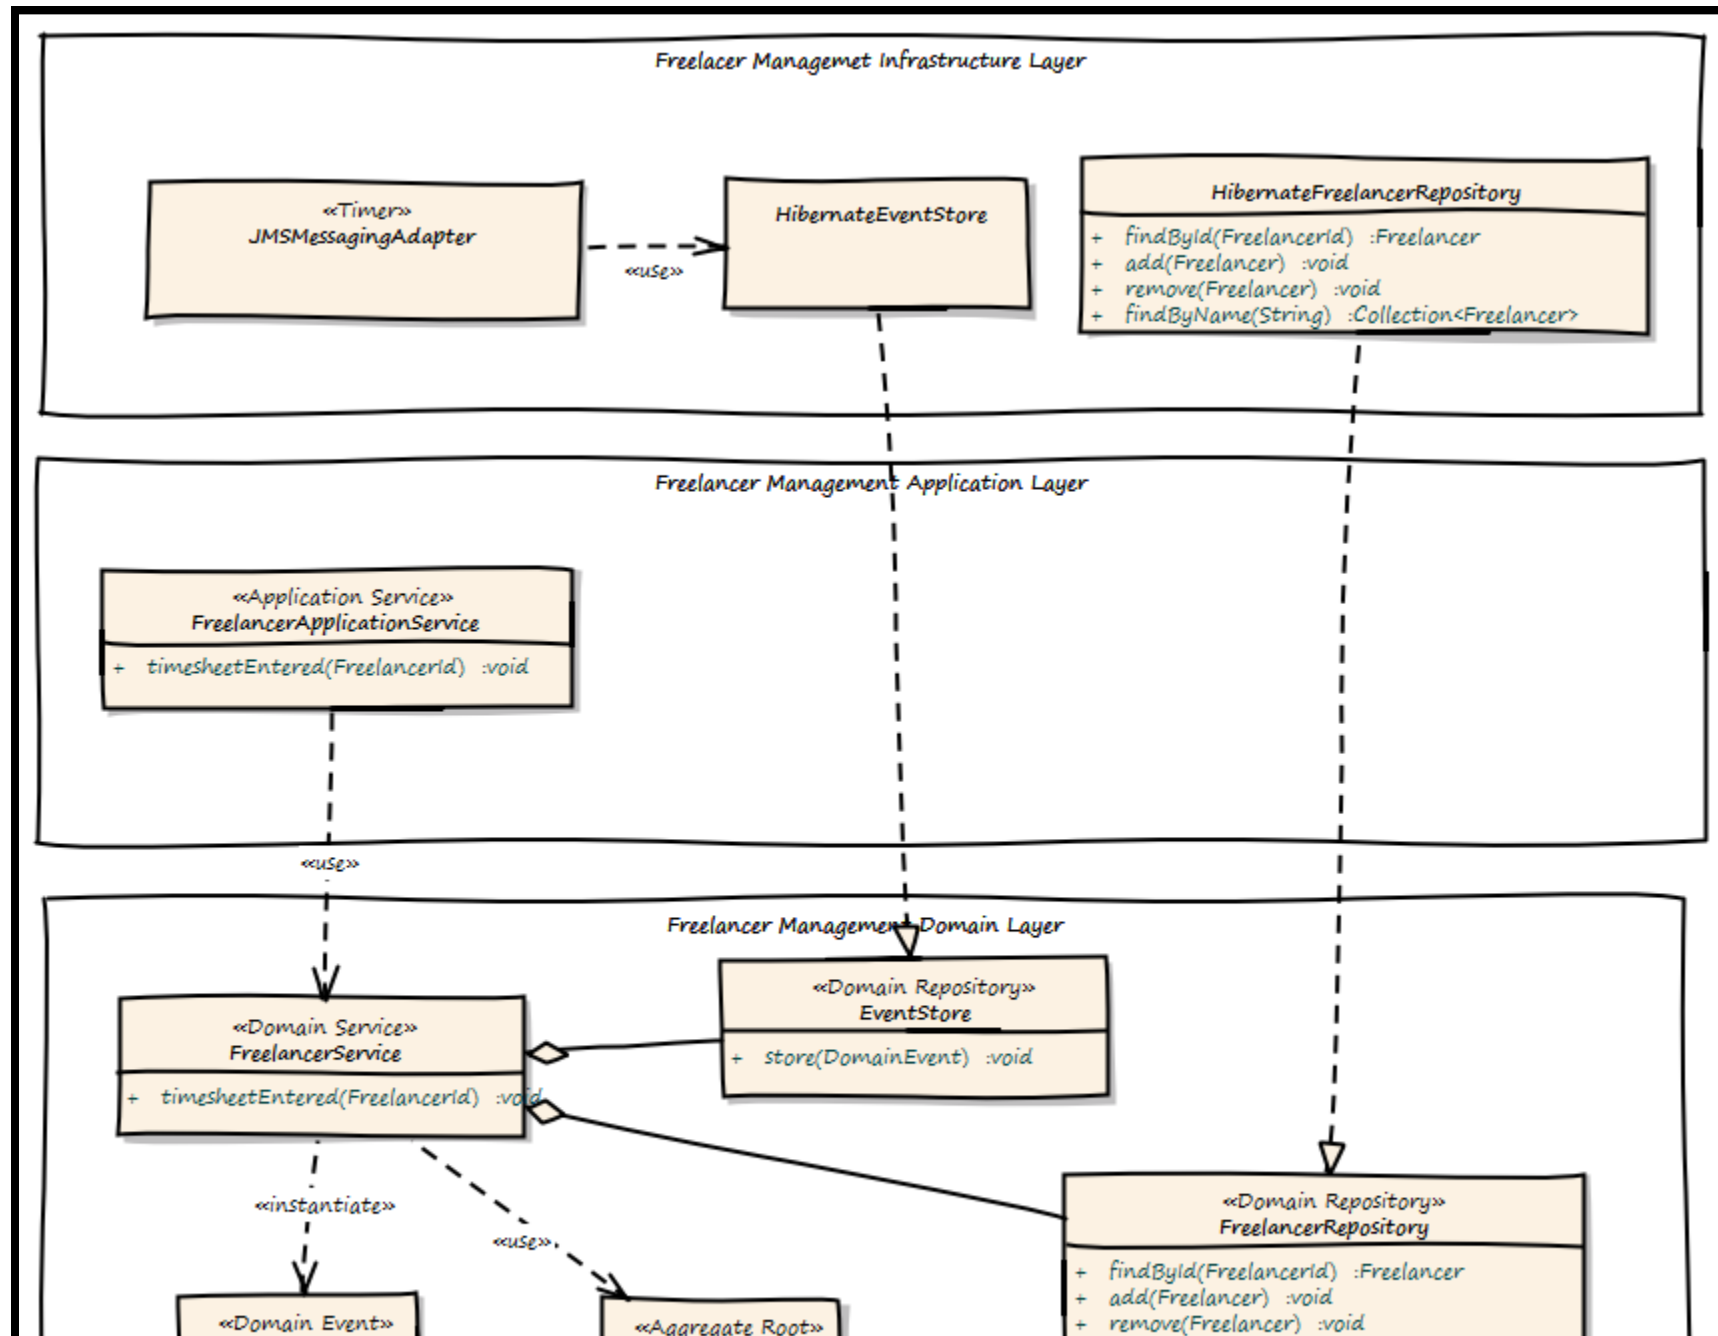 Freelacer Managemet Infrastructure Layer
«Timer»
JMSMessagingAdapter
«use»
HibernateEventStore
HibernateFreelancerRepository
+ findById(FreelancerId) :Freelancer
+ add(Freelancer) :void
+ remove(Freelancer) :void
+ findByName(String) :Collection<Freelancer>
Freelancer Management Application Layer
«Application Service»
FreelancerApplicationService
+ timesheetEntered(FreelancerId) :void
«use»
Freelancer Management Domain Layer
«Domain Service»
FreelancerService
+ timesheetEntered(FreelancerId) :void
«Domain Repository»
EventStore
+ store(DomainEvent) :void
«instantiate»
«use»
«Domain Repository»
FreelancerRepository
+ findById(FreelancerId) :Freelancer
+ add(Freelancer) :void
+ remove(Freelancer) :void
«Domain Event»
«Aggregate Root»